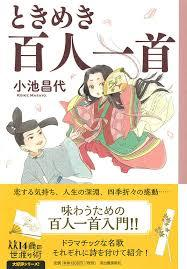 ときめき
百人一首
小池昌代
KOIKE MASAYO
恋する気持ち、人生の深淵、四季折々の感動……
味わうための
百人一首入門!!
ドラマチックな名歌
それぞれに詩を付けて紹介!
14歳の
世渡り術